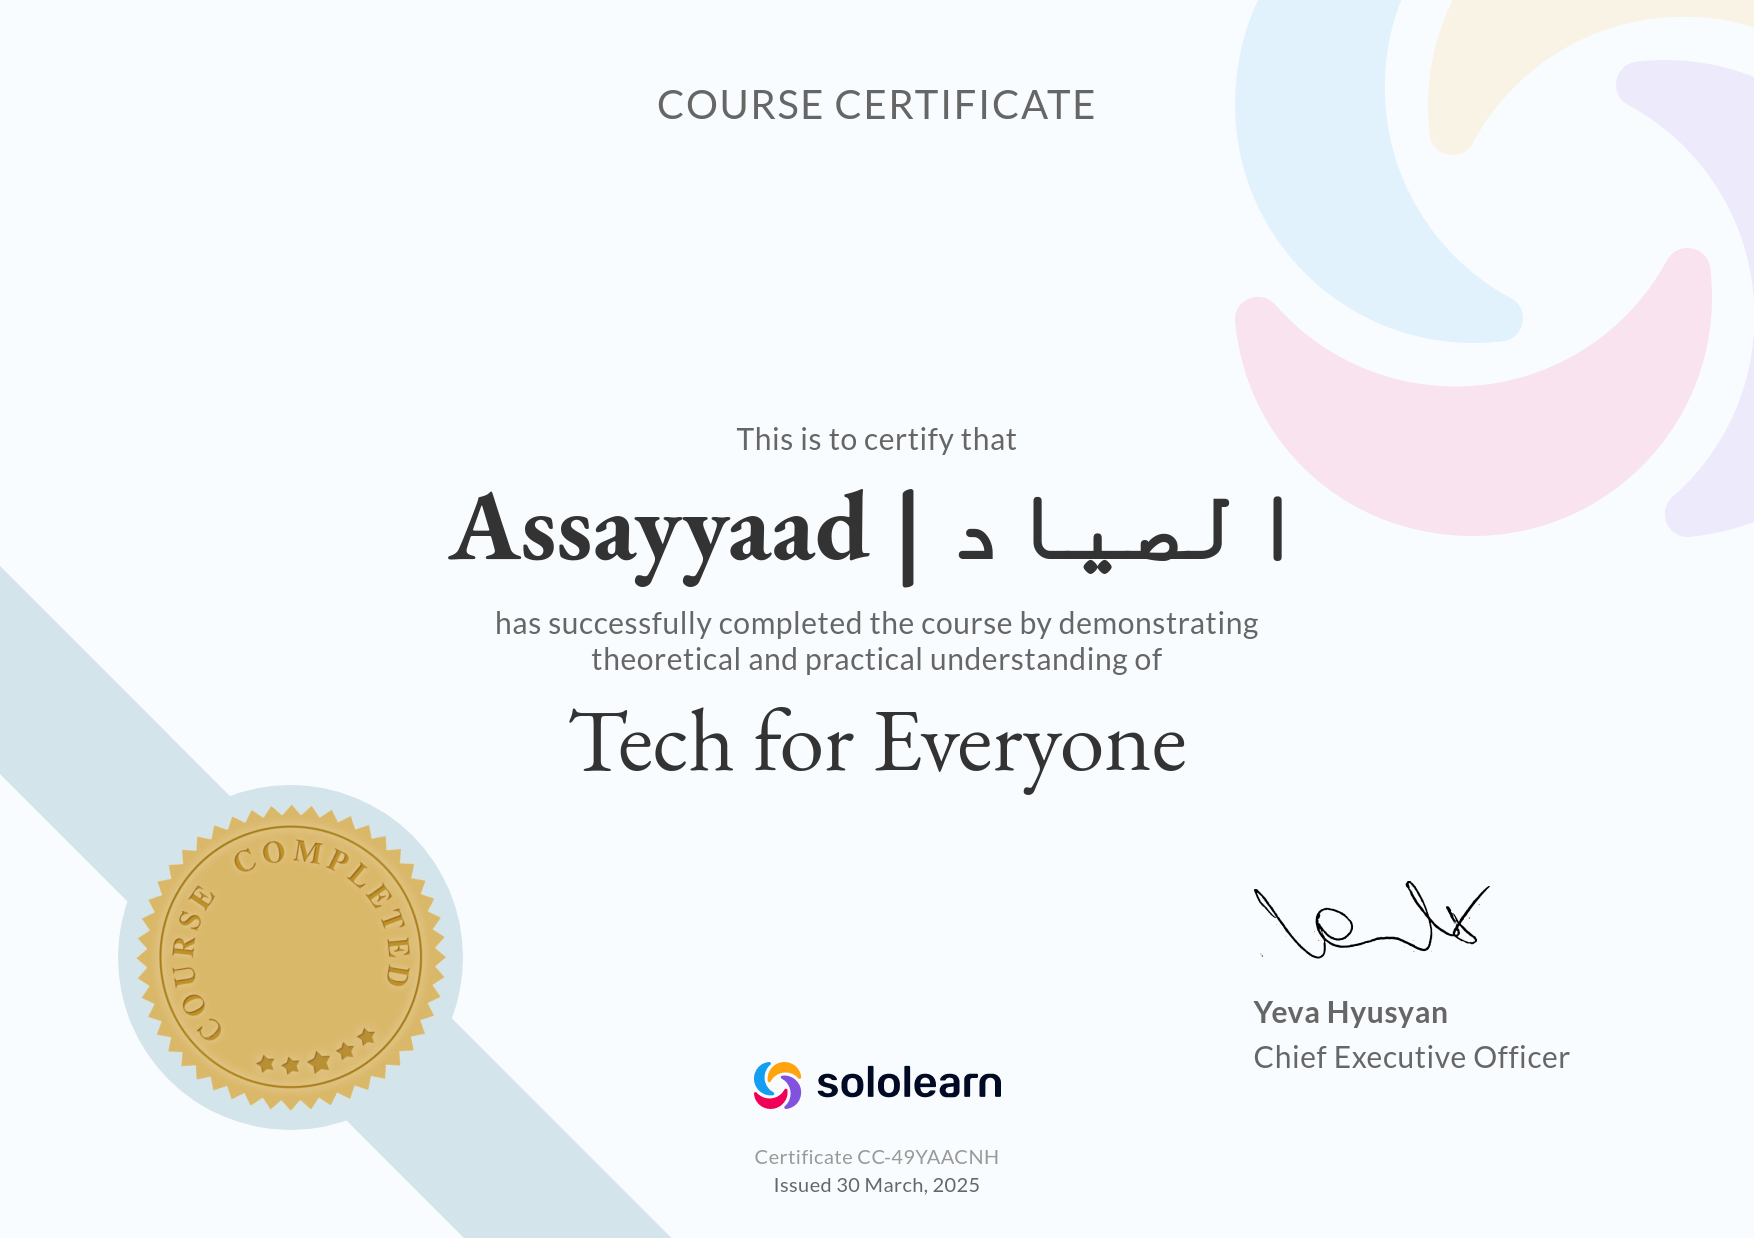 COURSE CERTIFICATE
This is to certify that
Assayyaad | الصياد
has successfully completed the course by demonstrating
theoretical and practical understanding of
Tech for Everyone
COURSE COMPLETED
Yeva Hyusyan
Chief Executive Officer
sololearn
Certificate CC-49YAACNH
Issued 30 March, 2025